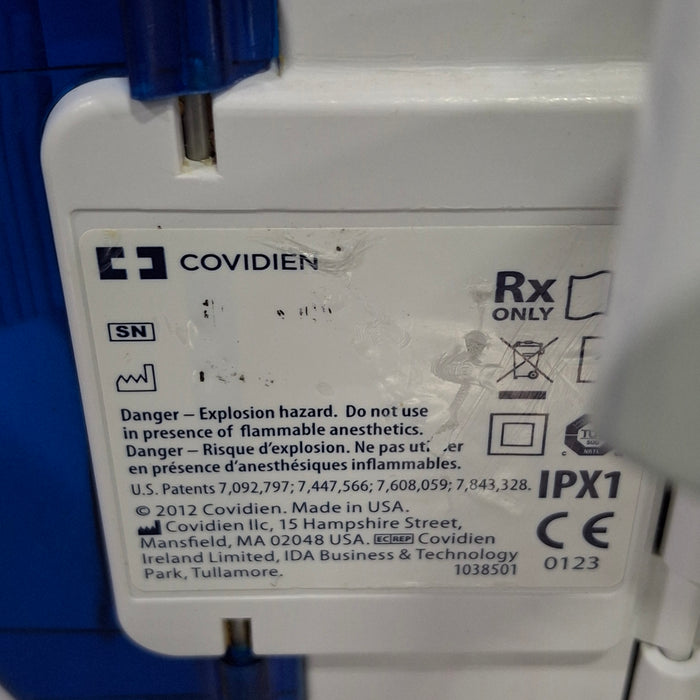 COVIDIEN
Rx
ONLY
SN
Danger – Explosion hazard. Do not use
in presence of flammable anesthetics.
Danger – Risque d'explosion. Ne pas
en présence d'anesthésiques inflammables.
U.S. Patents 7,092,797; 7,447,566; 7,608,059; 7,843,328.
IPX1
© 2012 Covidien. Made in USA.
Covidien llc, 15 Hampshire Street,
Mansfield, MA 02048 USA. EC REP Covidien
Ireland Limited, IDA Business & Technology
Park, Tullamore.
1038501
CE
0123